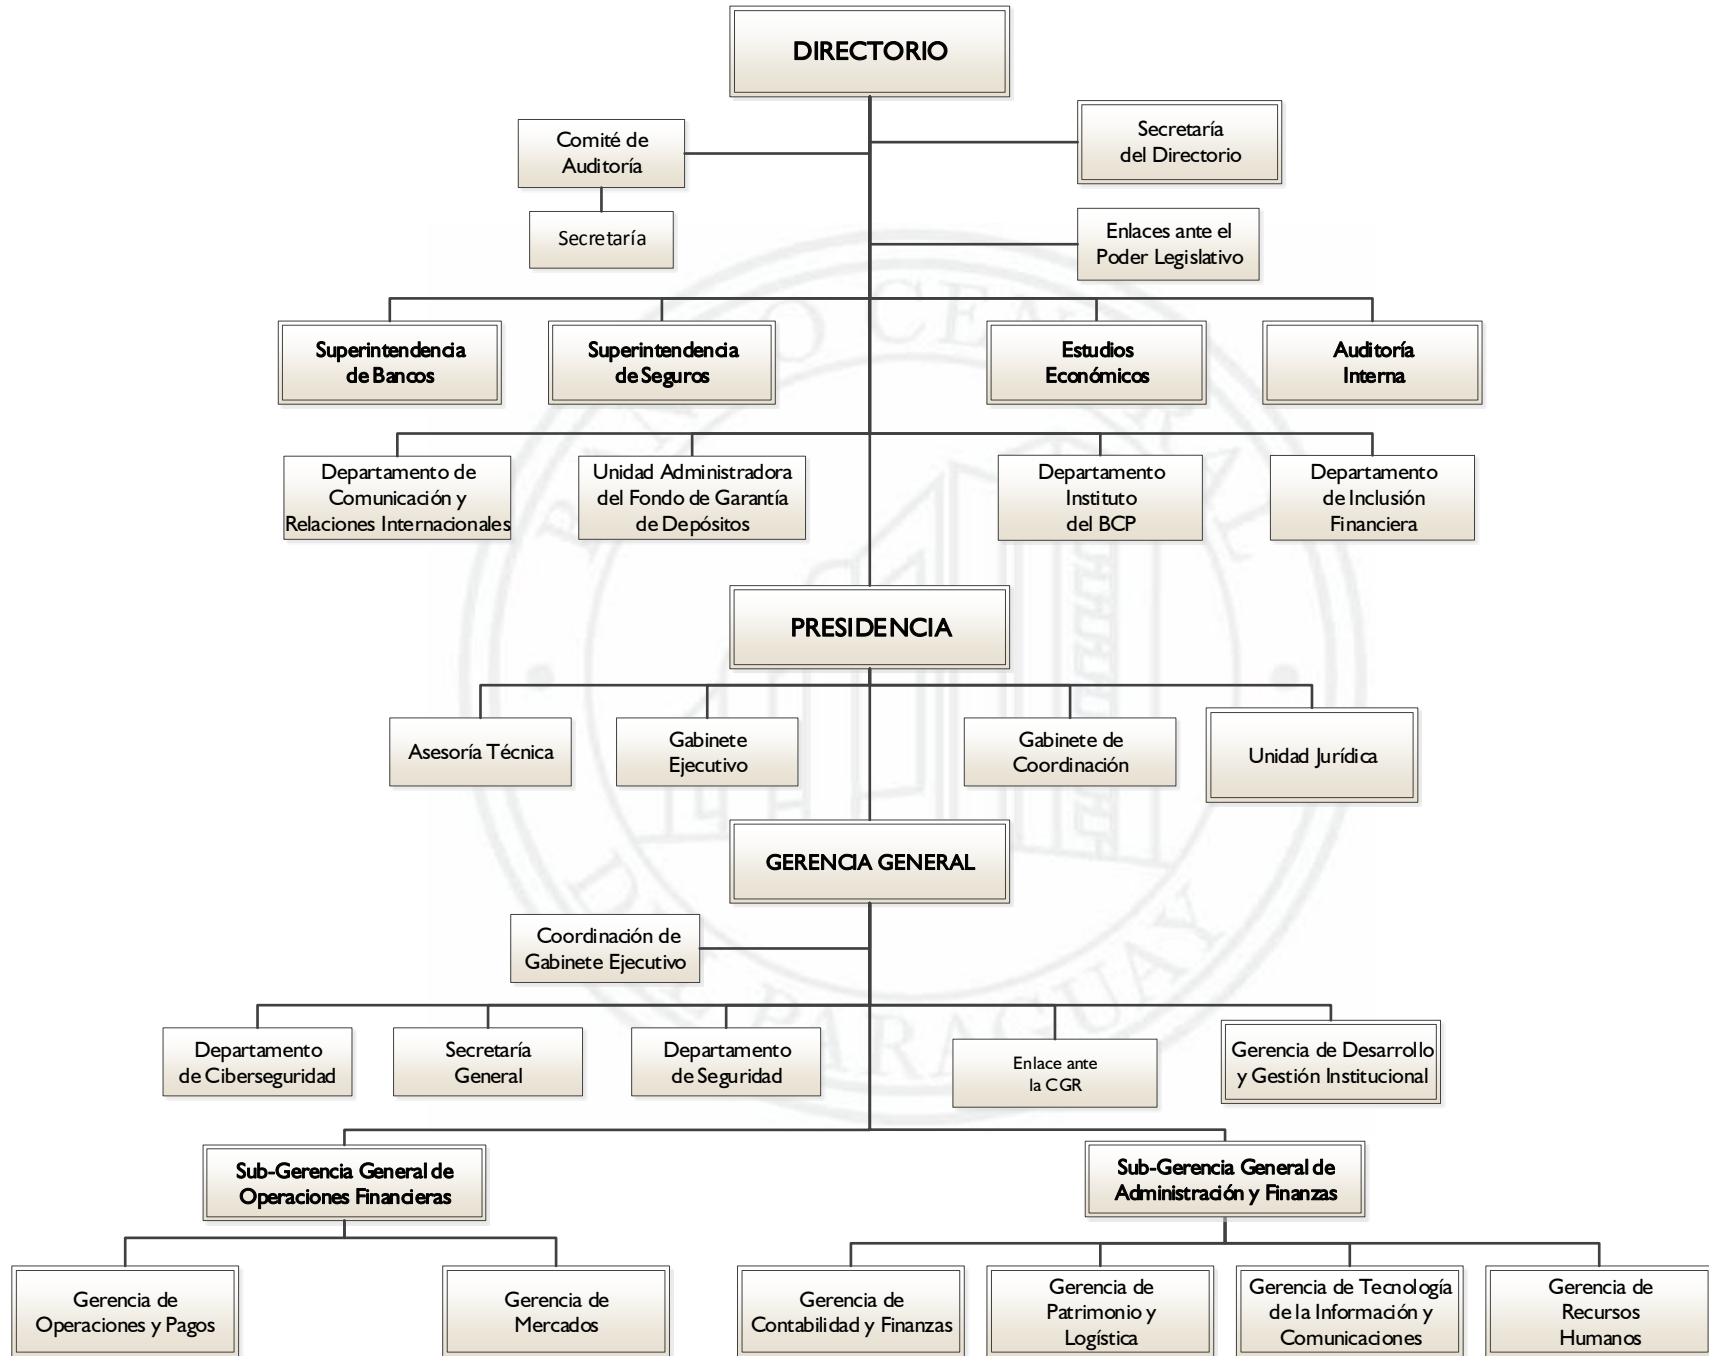 DIRECTORIO
Comité de
Auditoría
Secretaría
del Directorio
Secretaría
Enlaces ante el
Poder Legislativo
Superintendencia
de Bancos
Superintendencia
de Seguros
Estudios
Económicos
Auditoría
Interna
Departamento de
Comunicación y
Relaciones Internacionales
Unidad Administradora
del Fondo de Garantía
de Depósitos
Departamento
Instituto
del BCP
Departamento
de Inclusión
Financiera
PRESIDENCIA
Asesoría Técnica
Gabinete
Ejecutivo
Gabinete de
Coordinación
Unidad Jurídica
GERENCIA GENERAL
Coordinación de
Gabinete Ejecutivo
Departamento
de Ciberseguridad
Secretaría
General
Departamento
de Seguridad
Enlace ante
la CGR
Gerencia de Desarrollo
y Gestión Institucional
Sub-Gerencia General de
Operaciones Financieras
Sub-Gerencia General de
Administración y Finanzas
Gerencia de
Operaciones y Pagos
Gerencia de
Mercados
Gerencia de
Contabilidad y Finanzas
Gerencia de
Patrimonio y
Logística
Gerencia de Tecnología
de la Información y
Comunicaciones
Gerencia de
Recursos
Humanos
BANCO CENTRAL
DEL PARAGUAY